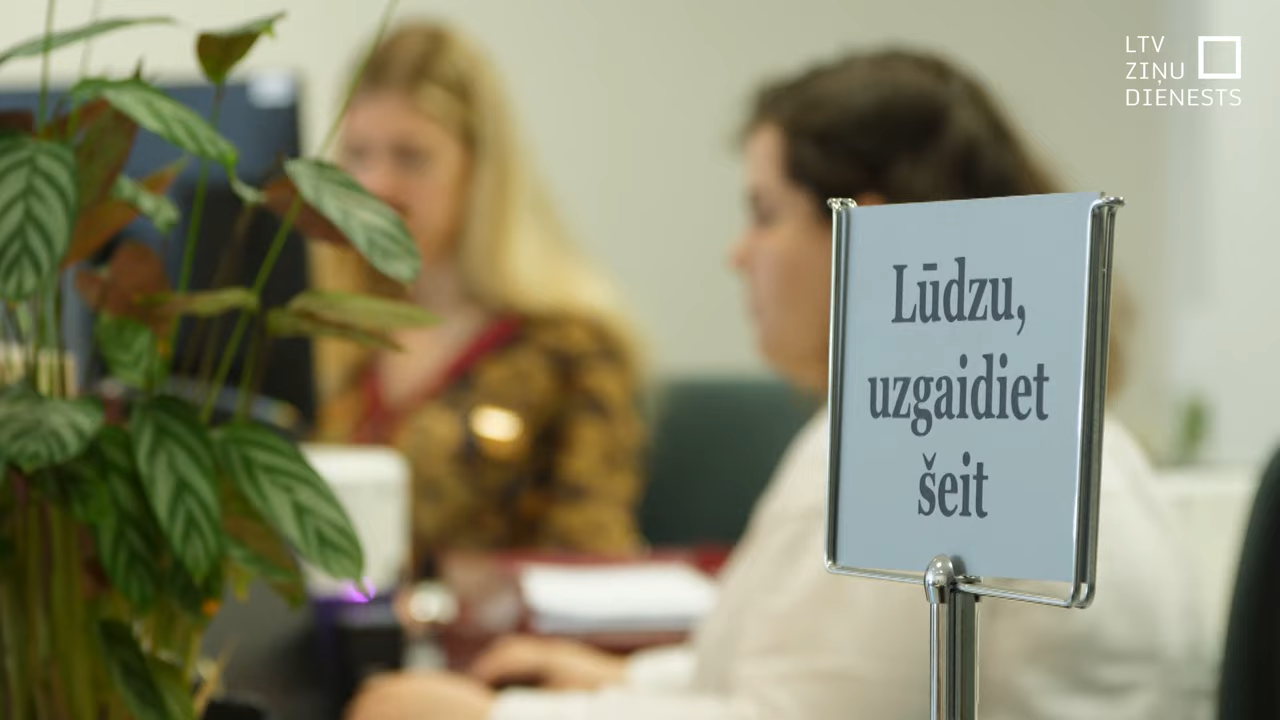 LTV
ZIŅU
DIENESTS
Lūdzu,
uzgaidiet
šeit